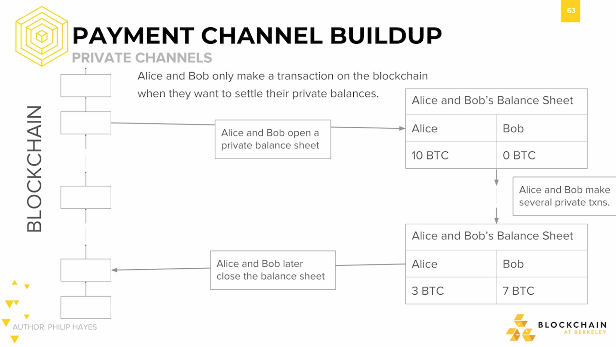 63
PAYMENT CHANNEL BUILDUP
PRIVATE CHANNELS
Alice and Bob only make a transaction on the blockchain
when they want to settle their private balances.
BLOCKCHAIN
Alice and Bob open a
private balance sheet
Alice and Bob's Balance Sheet
Alice Bob
10 BTC 0 BTC
Alice and Bob make
several private txns.
Alice and Bob later
close the balance sheet
Alice and Bob's Balance Sheet
Alice Bob
3 BTC 7 BTC
AUTHOR: PHILIP HAYES
BLOCKCHAIN
AT BERKELEY